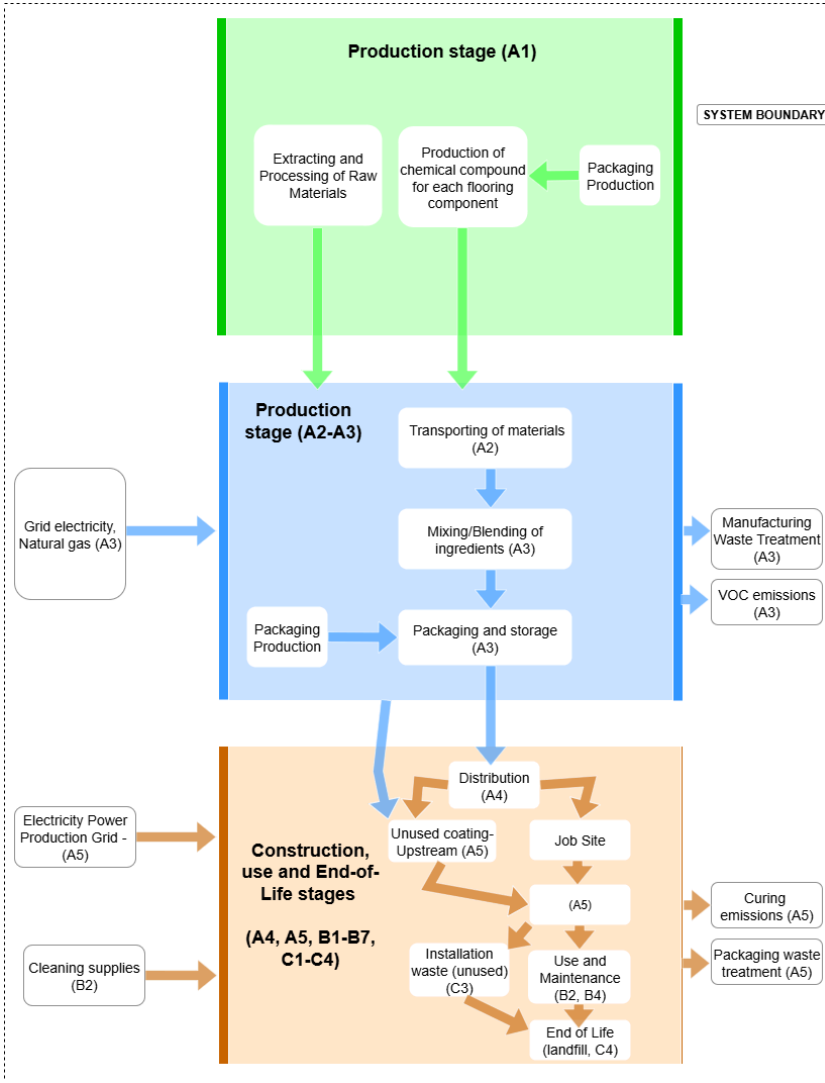 Production stage (A1)
SYSTEM BOUNDARY
Extracting and
Processing of Raw
Materials
Production of
chemical compound
for each flooring
component
Packaging
Production
Production
stage (A2-A3)
Transporting of materials
(A2)
Grid electricity,
Natural gas (A3)
Mixing/Blending of
ingredients (A3)
Manufacturing
Waste Treatment
(A3)
VOC emissions
(A3)
Packaging
Production
Packaging and storage
(A3)
Distribution
(A4)
Electricity Power
Production Grid -
(A5)
Unused coating-
Upstream (A5)
Job Site
Construction,
use and End-of-
Life stages
(A4, A5, B1-B7,
C1-C4)
(A5)
Curing
emissions (A5)
Cleaning supplies
(B2)
Installation
waste (unused)
(C3)
Use and
Maintenance
(B2, B4)
Packaging waste
treatment (A5)
End of Life
(landfill, C4)